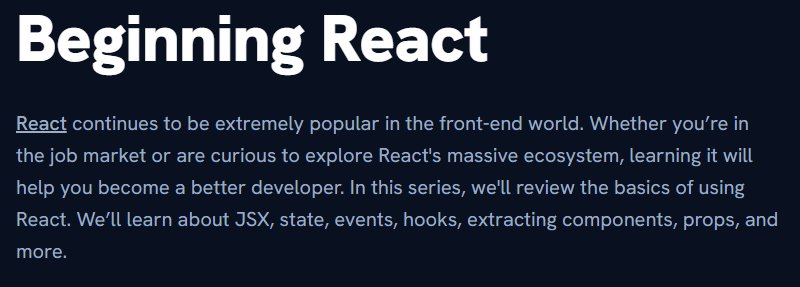 Beginning React
React continues to be extremely popular in the front-end world. Whether you’re in
the job market or are curious to explore React's massive ecosystem, learning it will
help you become a better developer. In this series, we'll review the basics of using
React. We’ll learn about JSX, state, events, hooks, extracting components, props, and
more.